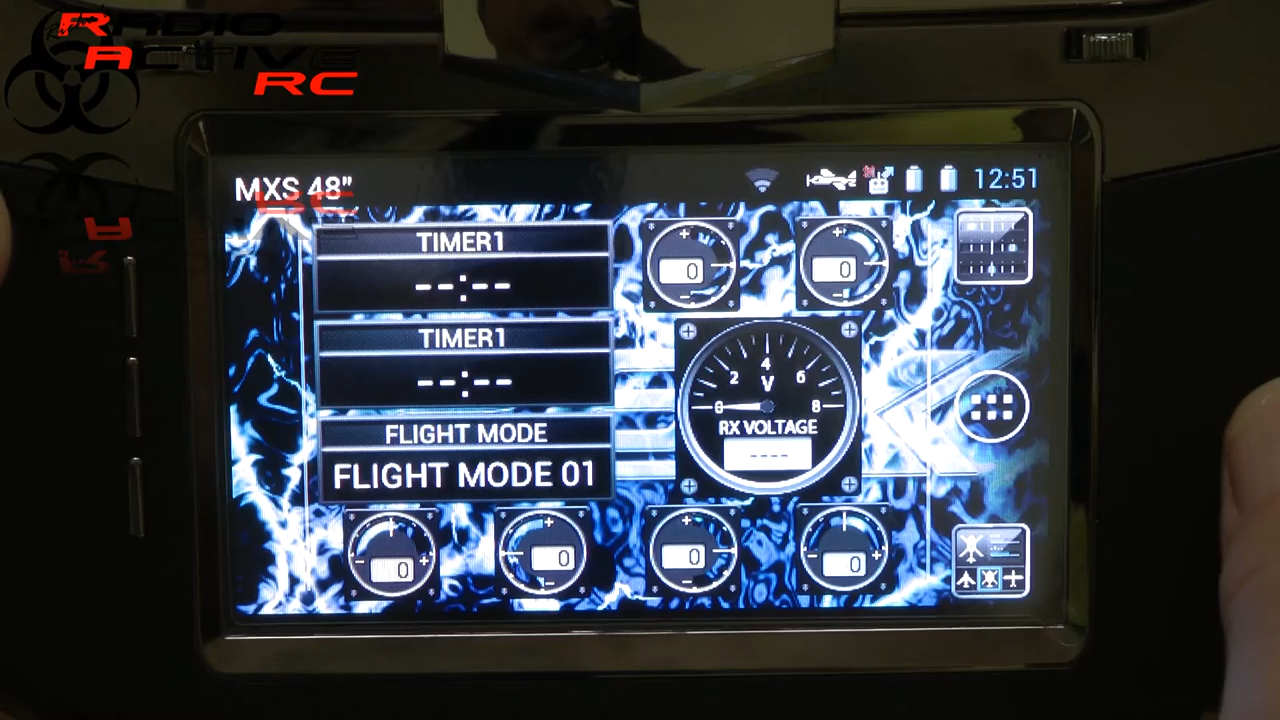 RADIO
ACTIVE
RC
MXS 48"
12:51
TIMER1
--:--
TIMER1
--:--
FLIGHT MODE
FLIGHT MODE 01
0
0
0 2 4 6 8
V
RX VOLTAGE
----
0
0
0
0